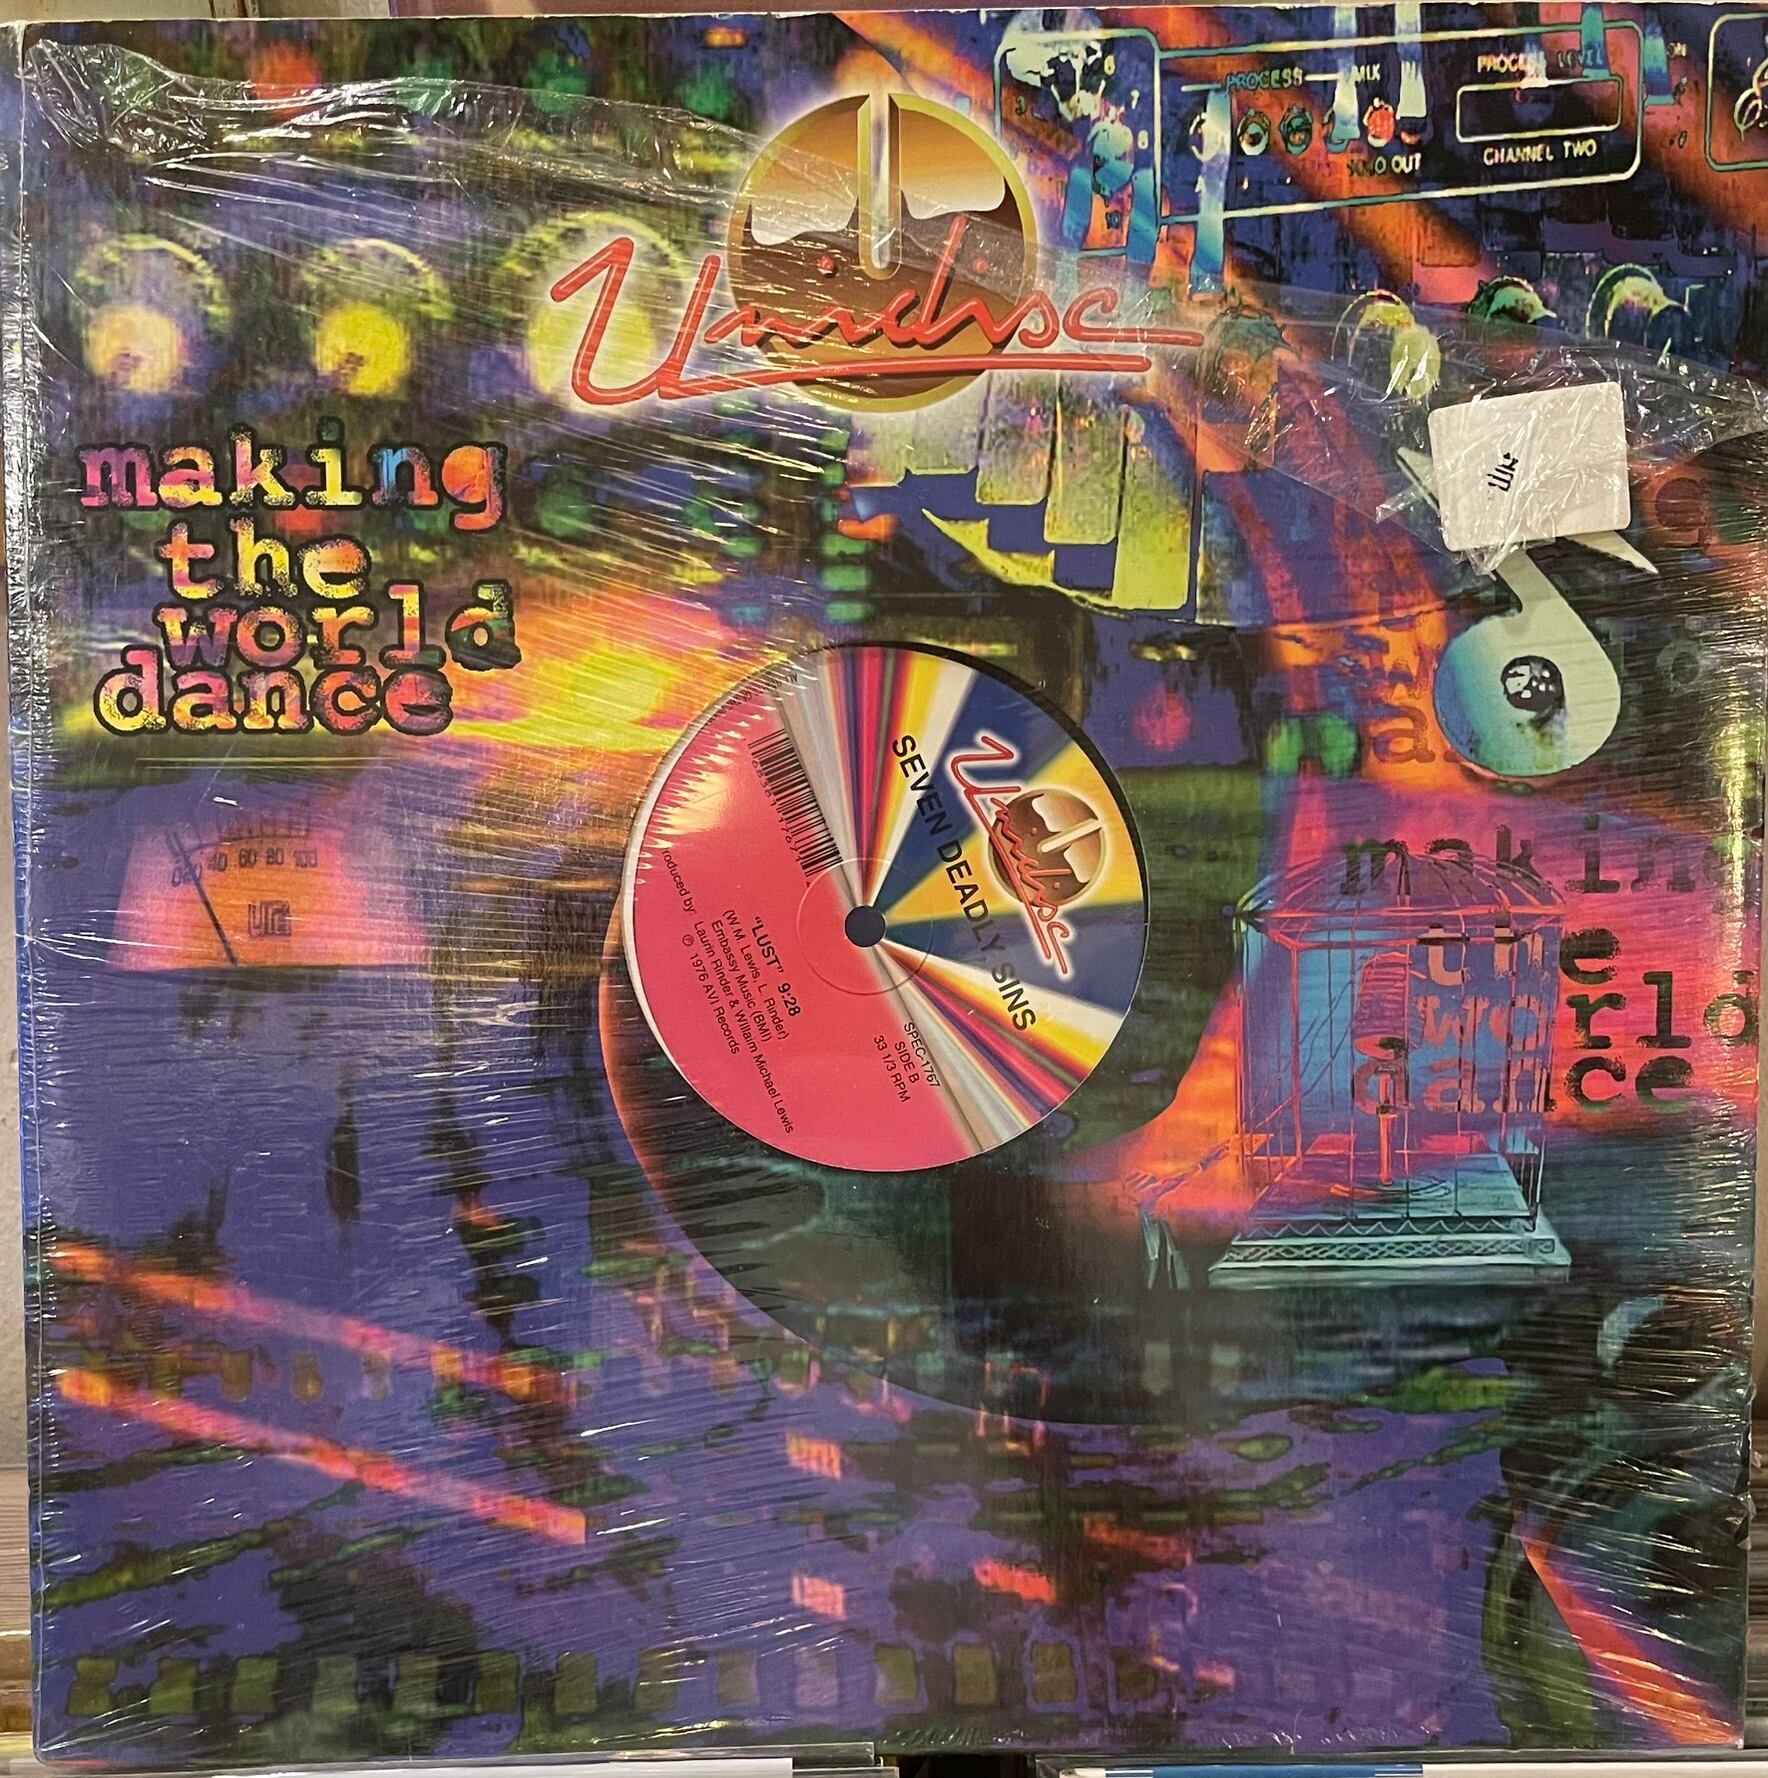 PROCESS MIX
PROCESS LEVEL
CHANNEL TWO
Unidisc
making
the
world
dance
Unidisc
SEVEN DEADLY SINS
SPEC-1767
SIDE B
33 1/3 RPM
"LUST" 9:28
(W.M. Lewis, L. Rinder)
Embassy Music (BMI)
Produced by: Laurin Rinder & Willaim Michael Lewis
℗ 1976 AVI Records
making
the
world
dance